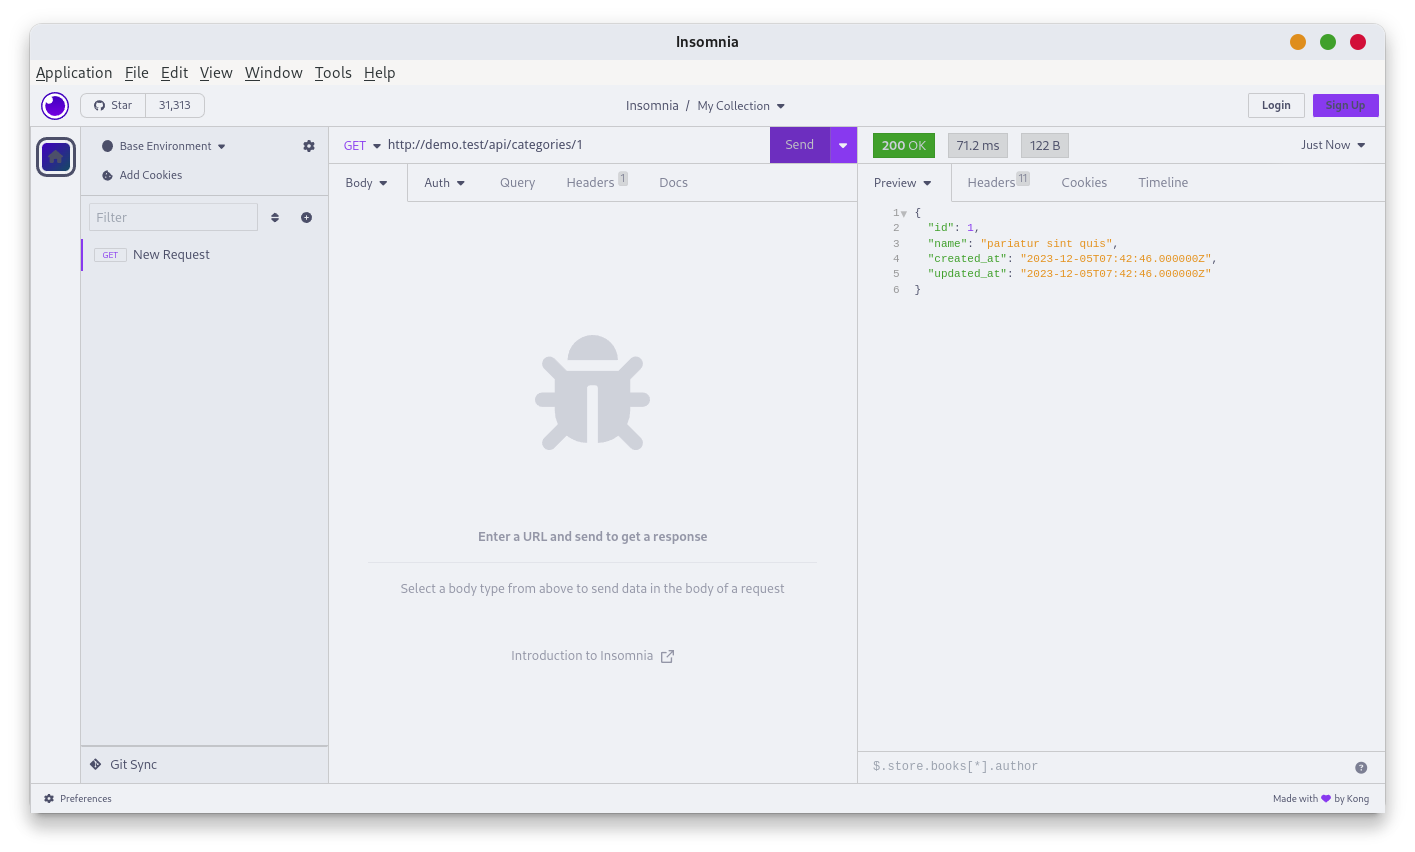 Insomnia
Application File Edit View Window Tools Help
Star 31,313
Insomnia / My Collection
Login Sign Up
Base Environment
Add Cookies
Filter
GET New Request
Git Sync
GET http://demo.test/api/categories/1 Send
Body Auth Query Headers 1 Docs
Enter a URL and send to get a response
Select a body type from above to send data in the body of a request
Introduction to Insomnia
200 OK 71.2 ms 122 B Just Now
Preview Headers 11 Cookies Timeline
1 {
2 "id": 1,
3 "name": "pariatur sint quis",
4 "created_at": "2023-12-05T07:42:46.000000Z",
5 "updated_at": "2023-12-05T07:42:46.000000Z"
6 }
$.store.books[*].author
?
Preferences
Made with by Kong